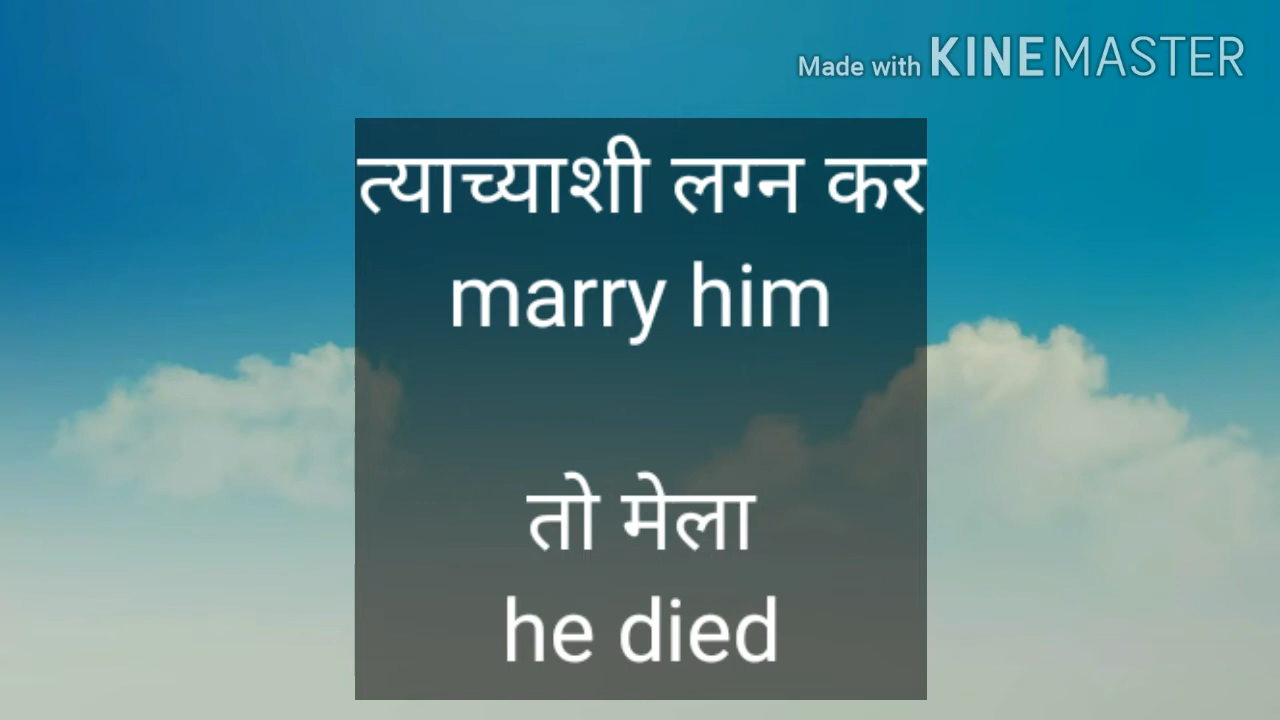 Made with KINEMASTER
त्याच्याशी लग्न कर
marry him
तो मेला
he died